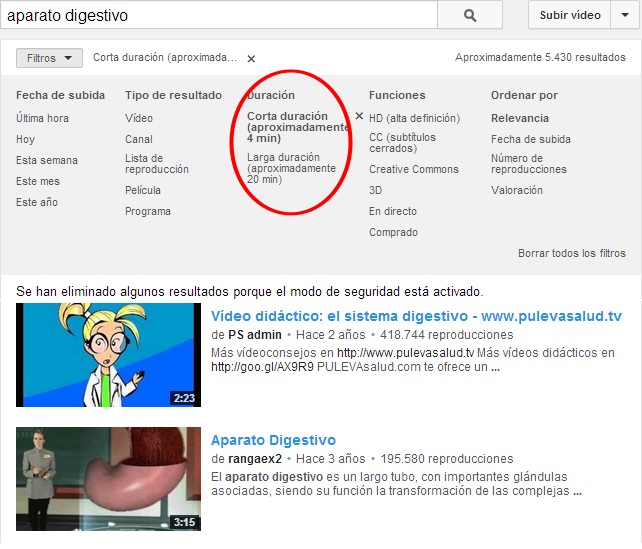 aparato digestivo
Subir vídeo
Filtros
Corta duración (aproximada... ×
Aproximadamente 5.430 resultados
Fecha de subida
Última hora
Hoy
Esta semana
Este mes
Este año
Tipo de resultado
Vídeo
Canal
Lista de
reproducción
Película
Programa
Duración
Corta duración ×
(aproximadamente
4 min)
Larga duración
(aproximadamente
20 min)
Funciones
HD (alta definición)
CC (subtítulos
cerrados)
Creative Commons
3D
En directo
Comprado
Ordenar por
Relevancia
Fecha de subida
Número de
reproducciones
Valoración
Borrar todos los filtros
Se han eliminado algunos resultados porque el modo de seguridad está activado.
2:23
Vídeo didáctico: el sistema digestivo - www.pulevasalud.tv
de PS admin • Hace 2 años • 418.744 reproducciones
Más vídeoconsejos en http://www.pulevasalud.tv Más vídeos didácticos en
http://goo.gl/AX9R9 PULEVAsalud.com te ofrece un ...
3:15
Aparato Digestivo
de rangaex2 • Hace 3 años • 195.580 reproducciones
El aparato digestivo es un largo tubo, con importantes glándulas
asociadas, siendo su función la transformación de las complejas ...